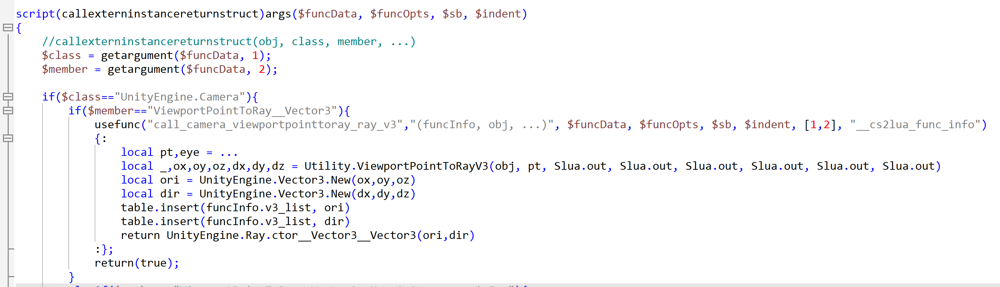 script(callexterninstancereturnstruct)args($funcData, $funcOpts, $sb, $indent)
{
    //callexterninstancereturnstruct(obj, class, member, ...)
    $class = getargument($funcData, 1);
    $member = getargument($funcData, 2);

    if($class=="UnityEngine.Camera"){
        if($member=="ViewportPointToRay__Vector3"){
            usefunc("call_camera_viewportpointtoray_ray_v3","(funcInfo, obj, ...)", $funcData, $funcOpts, $sb, $indent, [1,2], "__cs2lua_func_info")
            {:
                local pt,eye = ...
                local _,ox,oy,oz,dx,dy,dz = Utility.ViewportPointToRayV3(obj, pt, Slua.out, Slua.out, Slua.out, Slua.out, Slua.out, Slua.out)
                local ori = UnityEngine.Vector3.New(ox,oy,oz)
                local dir = UnityEngine.Vector3.New(dx,dy,dz)
                table.insert(funcInfo.v3_list, ori)
                table.insert(funcInfo.v3_list, dir)
                return UnityEngine.Ray.ctor__Vector3__Vector3(ori,dir)
            :};
            return(true);
        }